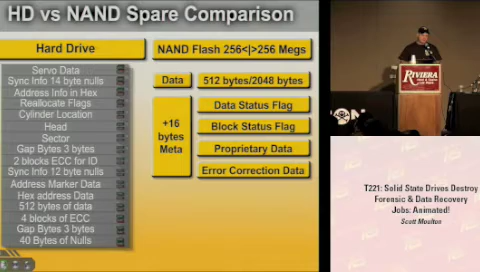 HD vs NAND Spare Comparison
Hard Drive
Servo Data
Sync Info 14 byte nulls
Address Info in Hex
Reallocate Flags
Cylinder Location
Head
Sector
Gap Bytes 3 bytes
2 blocks ECC for ID
Sync Info 12 byte nulls
Address Marker Data
Hex address Data
512 bytes of data
4 blocks of ECC
Gap Bytes 3 bytes
40 Bytes of Nulls
NAND Flash 256<|>256 Megs
Data
512 bytes/2048 bytes
+16
bytes
Meta
Data Status Flag
Block Status Flag
Proprietary Data
Error Correction Data
RIVIERA
T221: Solid State Drives Destroy
Forensic & Data Recovery
Jobs: Animated!
Scott Moulton